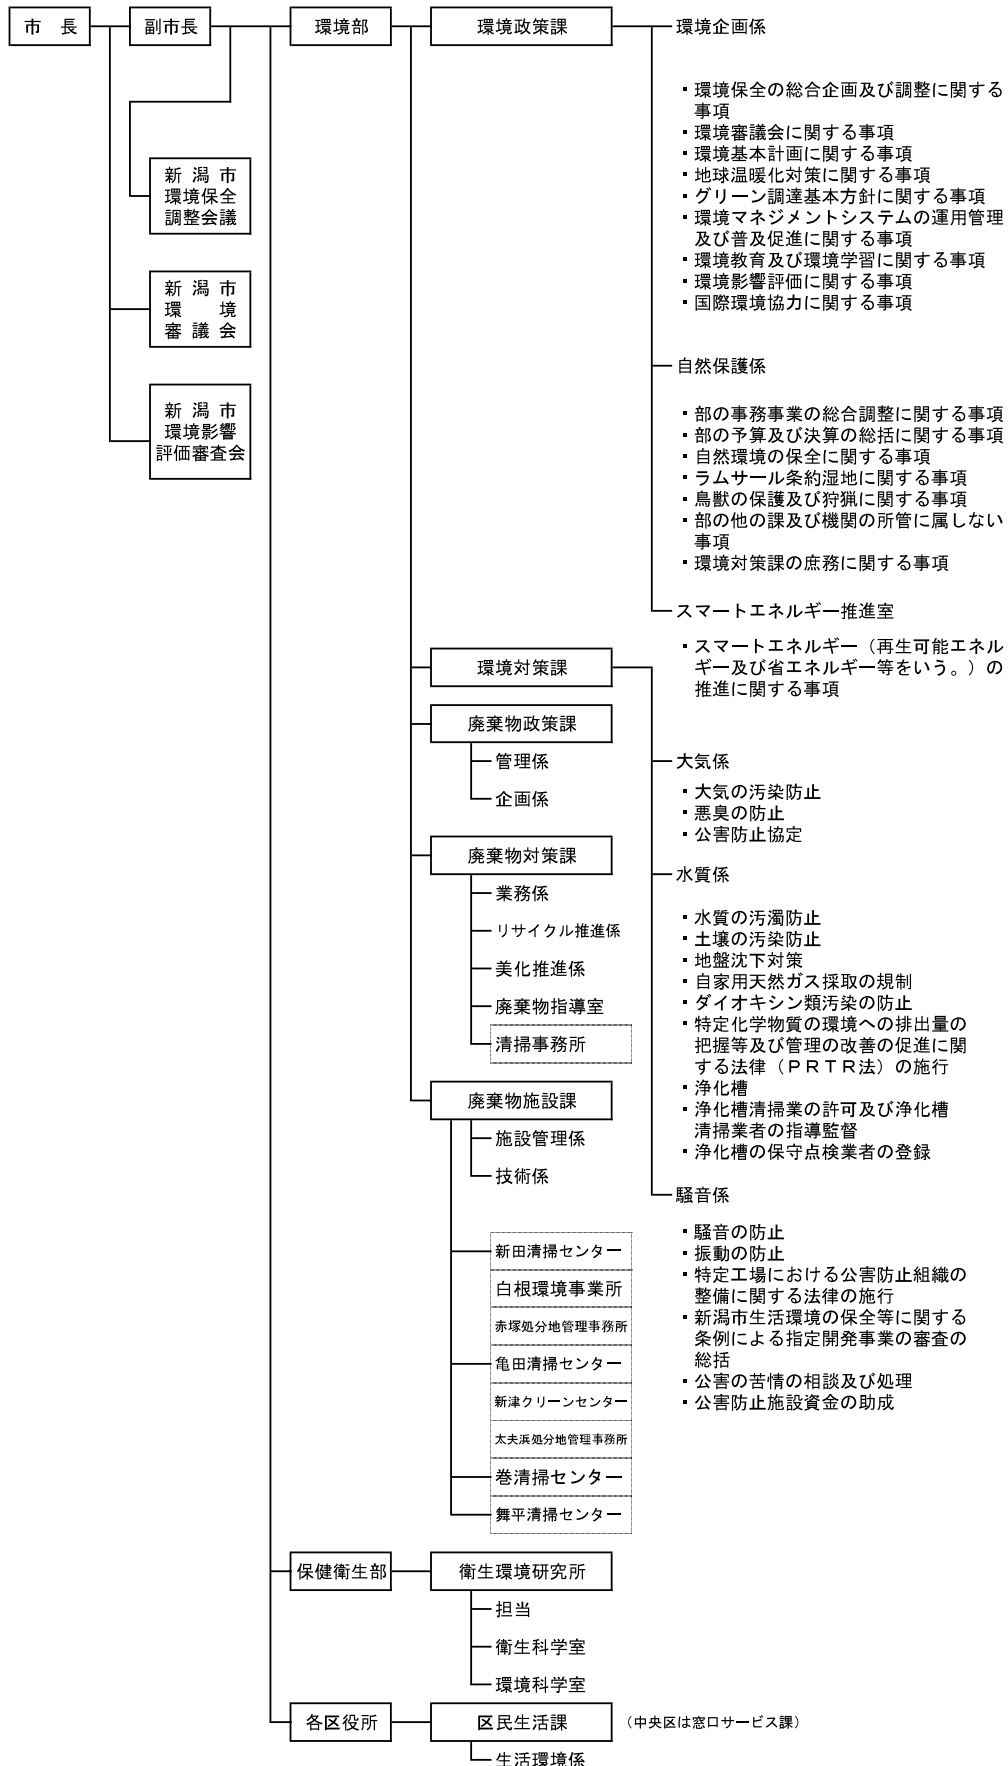 市　長
副市長
環境部
環境政策課
環境企画係
・環境保全の総合企画及び調整に関する
事項
・環境審議会に関する事項
・環境基本計画に関する事項
・地球温暖化対策に関する事項
・グリーン調達基本方針に関する事項
・環境マネジメントシステムの運用管理
及び普及促進に関する事項
・環境教育及び環境学習に関する事項
・環境影響評価に関する事項
・国際環境協力に関する事項
新潟市
環境保全
調整会議
新潟市
環　境
審議会
新潟市
環境影響
評価審査会
自然保護係
・部の事務事業の総合調整に関する事項
・部の予算及び決算の総括に関する事項
・自然環境の保全に関する事項
・ラムサール条約湿地に関する事項
・鳥獣の保護及び狩猟に関する事項
・部の他の課及び機関の所管に属しない
事項
・環境対策課の庶務に関する事項
スマートエネルギー推進室
・スマートエネルギー（再生可能エネル
ギー及び省エネルギー等をいう。）の
推進に関する事項
環境対策課
大気係
・大気の汚染防止
・悪臭の防止
・公害防止協定
水質係
・水質の汚濁防止
・土壌の汚染防止
・地盤沈下対策
・自家用天然ガス採取の規制
・ダイオキシン類汚染の防止
・特定化学物質の環境への排出量の
把握等及び管理の改善の促進に関
する法律（ＰＲＴＲ法）の施行
・浄化槽
・浄化槽清掃業の許可及び浄化槽
清掃業者の指導監督
・浄化槽の保守点検業者の登録
騒音係
・騒音の防止
・振動の防止
・特定工場における公害防止組織の
整備に関する法律の施行
・新潟市生活環境の保全等に関する
条例による指定開発事業の審査の
総括
・公害の苦情の相談及び処理
・公害防止施設資金の助成
廃棄物政策課
管理係
企画係
廃棄物対策課
業務係
リサイクル推進係
美化推進係
廃棄物指導室
清掃事務所
廃棄物施設課
施設管理係
技術係
新田清掃センター
白根環境事業所
赤塚処分地管理事務所
亀田清掃センター
新津クリーンセンター
太夫浜処分地管理事務所
巻清掃センター
舞平清掃センター
保健衛生部
衛生環境研究所
担当
衛生科学室
環境科学室
各区役所
区民生活課
（中央区は窓口サービス課）
生活環境係